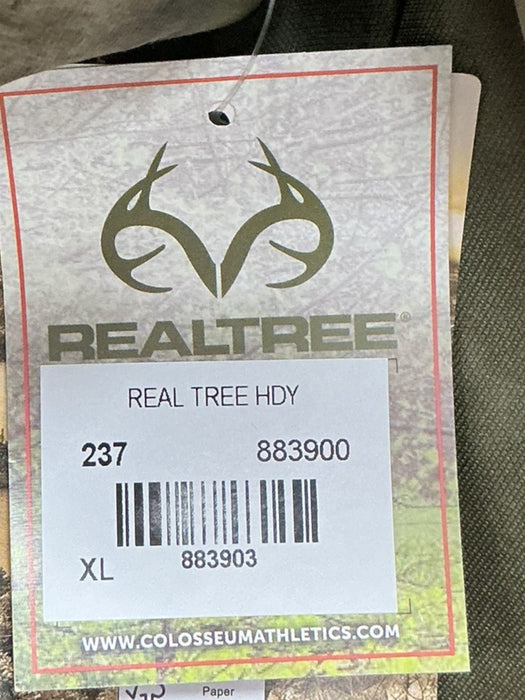 REALTREE®
REAL TREE HDY
237 883900
883903
XL
WWW.COLOSSEUMATHLETICS.COM
Paper